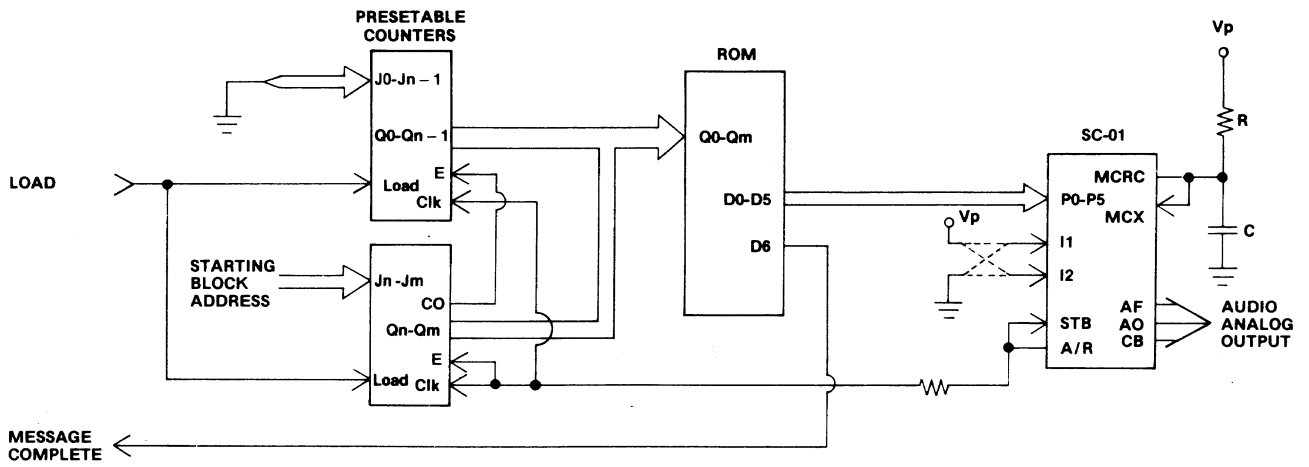 PRESETABLE
COUNTERS
J0-Jn – 1
Q0-Qn – 1
E
Load
Clk
LOAD
STARTING
BLOCK
ADDRESS
Jn-Jm
CO
Qn-Qm
E
Load
Clk
MESSAGE
COMPLETE
ROM
Q0-Qm
D0-D5
D6
Vp
R
SC-01
MCRC
P0-P5
MCX
C
Vp
I1
I2
STB
A/R
AF
AO
CB
AUDIO
ANALOG
OUTPUT